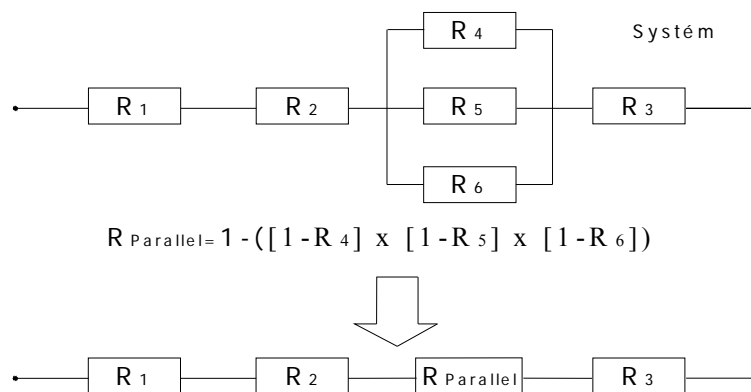 R 4
Systém
R 1
R 2
R 5
R 3
R 6
R Parallel= 1 - ([1-R 4] x [1-R 5] x [1-R 6])
R 1
R 2
R Parallel
R 3